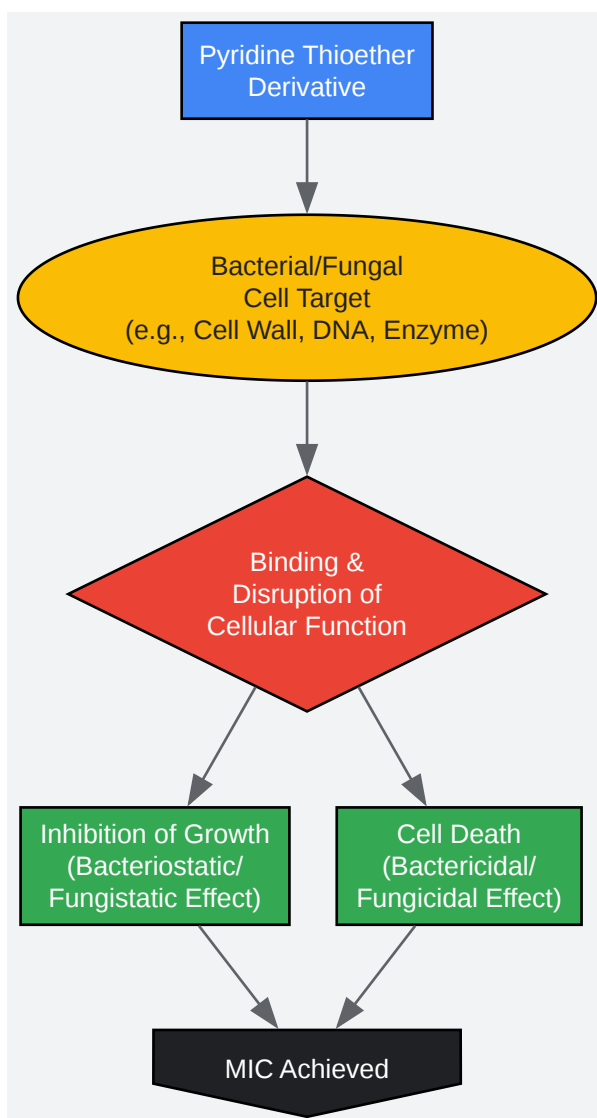 Pyridine Thioether
Derivative
Bacterial/Fungal
Cell Target
(e.g., Cell Wall, DNA, Enzyme)
Binding &
Disruption of
Cellular Function
Inhibition of Growth
(Bacteriostatic/
Fungistatic Effect)
Cell Death
(Bactericidal/
Fungicidal Effect)
MIC Achieved